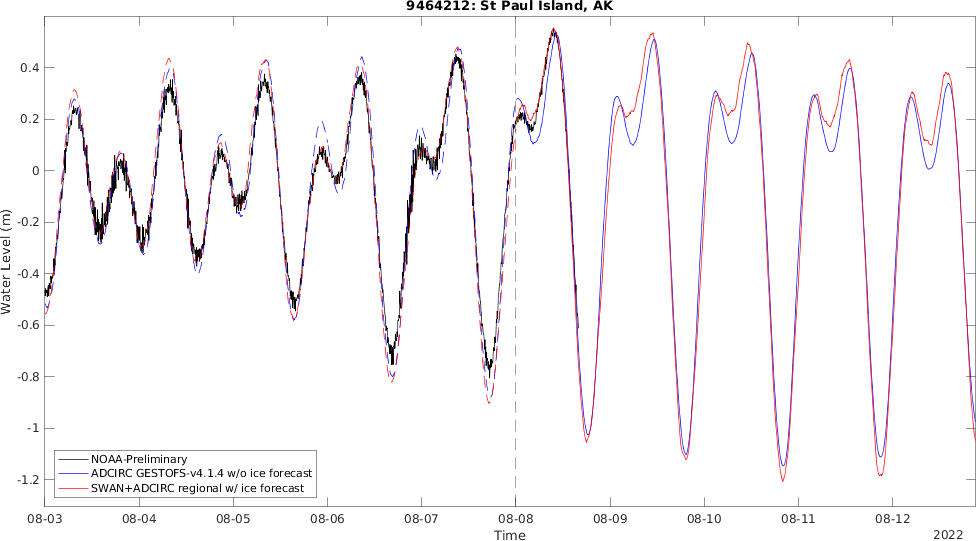 9464212: St Paul Island, AK
Water Level (m)
0.4
0.2
0
-0.2
-0.4
-0.6
-0.8
-1
-1.2
NOAA-Preliminary
ADCIRC GESTOFS-v4.1.4 w/o ice forecast
SWAN+ADCIRC regional w/ ice forecast
08-03 08-04 08-05 08-06 08-07 08-08 08-09 08-10 08-11 08-12
Time
2022